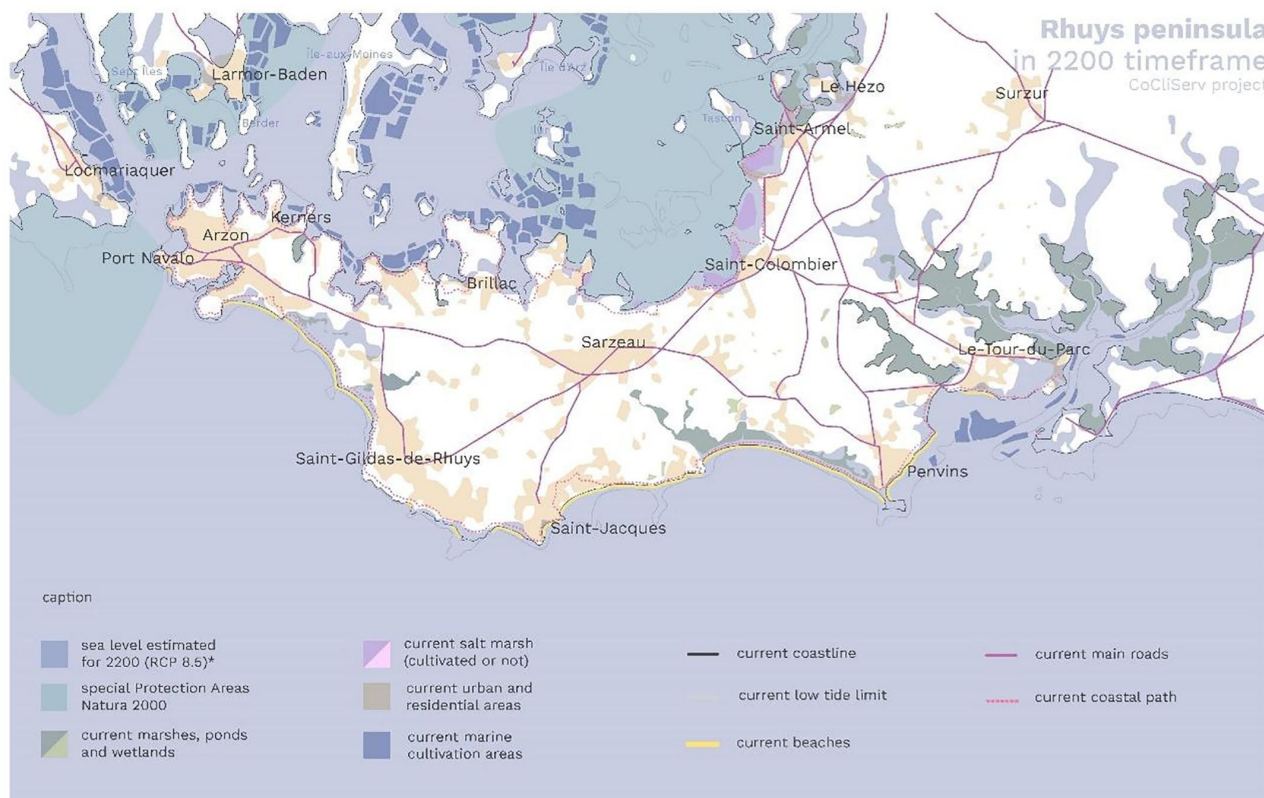 Rhuys peninsula
in 2200 timeframe
CoCliServ project
Île-aux-Moines
Sept Îles
Larmor-Baden
Île d'Arz
Le Hézo
Surzur
Berder
Tascon
Ilur
Saint-Armel
Locmariaquer
Kerners
Arzon
Port Navalo
Saint-Colombier
Brillac
Sarzeau
Le-Tour-du-Parc
Saint-Gildas-de-Rhuys
Penvins
Saint-Jacques
caption
sea level estimated
for 2200 (RCP 8.5)*
special Protection Areas
Natura 2000
current marshes, ponds
and wetlands
current salt marsh
(cultivated or not)
current urban and
residential areas
current marine
cultivation areas
current coastline
current low tide limit
current beaches
current main roads
current coastal path